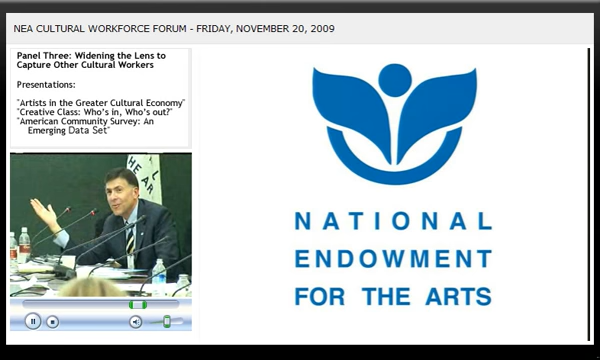 NEA CULTURAL WORKFORCE FORUM - FRIDAY, NOVEMBER 20, 2009
Panel Three: Widening the Lens to
Capture Other Cultural Workers
Presentations:
"Artists in the Greater Cultural Economy"
"Creative Class: Who's in, Who's out?"
"American Community Survey: An
Emerging Data Set"
NATIONAL
ENDOWMENT
FOR THE ARTS